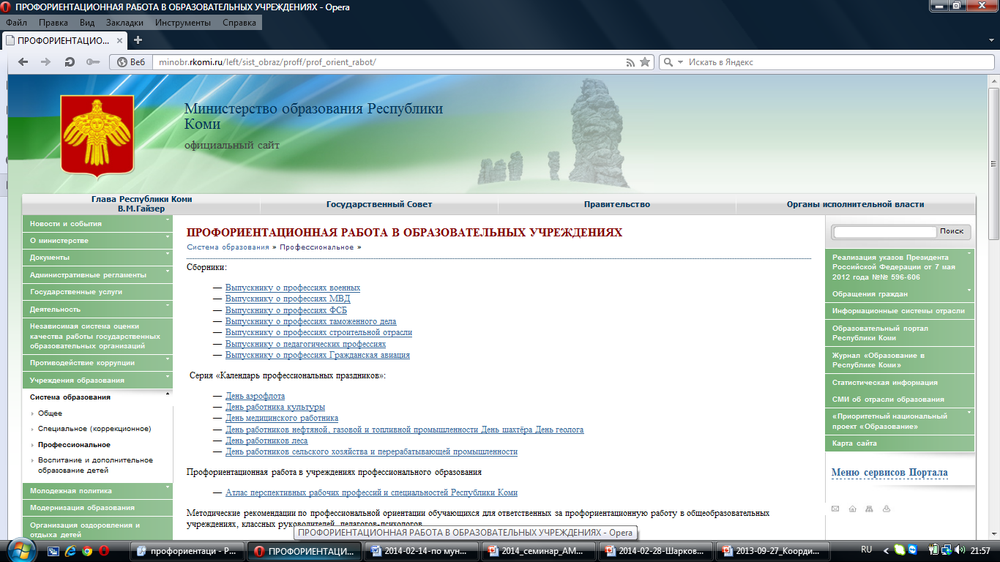 ПРОФОРИЕНТАЦИОННАЯ РАБОТА В ОБРАЗОВАТЕЛЬНЫХ УЧРЕЖДЕНИЯХ - Opera
Файл Правка Вид Закладки Инструменты Справка
ПРОФОРИЕНТАЦИО...
Веб minobr.rkomi.ru/left/sist_obraz/proff/prof_orient_rabot/ Искать в Яндекс
Министерство образования Республики
Коми
официальный сайт
Глава Республики Коми
В.М.Гайзер
Государственный Совет
Правительство
Органы исполнительной власти
Новости и события
О министерстве
Документы
Административные регламенты
Государственные услуги
Деятельность
Независимая система оценки
качества работы государственных
образовательных организаций
Противодействие коррупции
Учреждения образования
Система образования
Общее
Специальное (коррекционное)
Профессиональное
Воспитание и дополнительное
образование детей
Молодежная политика
Модернизация образования
Организация оздоровления и
отдыха детей
ПРОФОРИЕНТАЦИОННАЯ РАБОТА В ОБРАЗОВАТЕЛЬНЫХ УЧРЕЖДЕНИЯХ
Система образования » Профессиональное »
Сборники:
— Выпускнику о профессиях военных
— Выпускнику о профессиях МВД
— Выпускнику о профессиях ФСБ
— Выпускнику о профессиях таможенного дела
— Выпускнику о профессиях строительной отрасли
— Выпускнику о педагогических профессиях
— Выпускнику о профессиях Гражданская авиация
Серия «Календарь профессиональных праздников»:
— День аэрофлота
— День работника культуры
— День медицинского работника
— День работников нефтяной, газовой и топливной промышленности День шахтёра День геолога
— День работников леса
— День работников сельского хозяйства и перерабатывающей промышленности
Профориентационная работа в учреждениях профессионального образования
— Атлас перспективных рабочих профессий и специальностей Республики Коми
Методические рекомендации по профессиональной ориентации обучающихся для ответственных за профориентационную работу в общеобразовательных
учреждениях, классных руководителей, педагогов-психологов
ПРОФОРИЕНТАЦИОННАЯ РАБОТА В ОБРАЗОВАТЕЛЬНЫХ УЧРЕЖДЕНИЯХ - Opera
Поиск
Реализация указов Президента
Российской Федерации от 7 мая
2012 года №№ 596-606
Обращения граждан
Информационные системы отрасли
Образовательный портал
Республики Коми
Журнал «Образование в
Республике Коми»
Статистическая информация
СМИ об отрасли образования
«Приоритетный национальный
проект «Образование»
Карта сайта
Меню сервисов Портала
профориентаци - P... ПРОФОРИЕНТАЦИ... 2014-02-14-по мун... 2014_семинар_АМ... 2014-02-28-Шарков... 2013-09-27_Коорди... RU 21:57